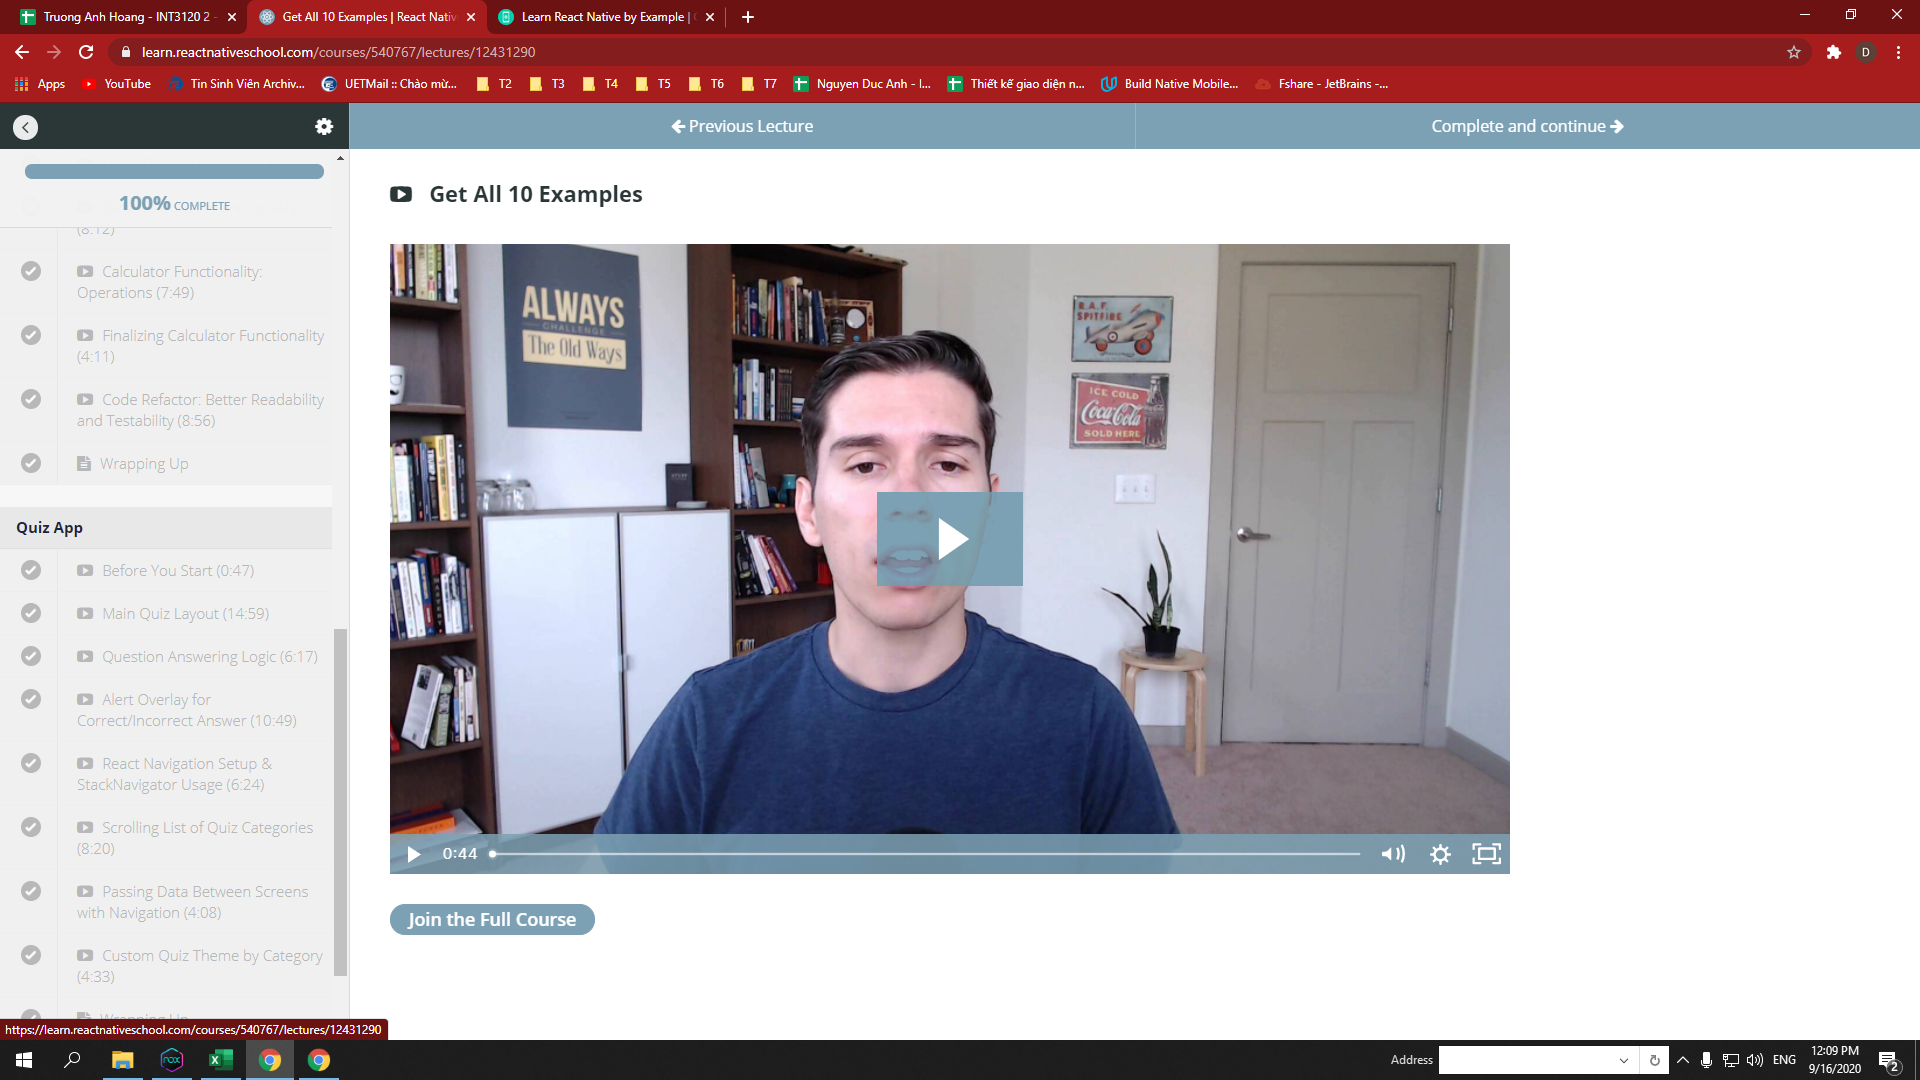 Truong Anh Hoang - INT3120 2 -
Get All 10 Examples | React Nativ
Learn React Native by Example |
learn.reactnativeschool.com/courses/540767/lectures/12431290
D
Apps
YouTube
Tin Sinh Viên Archiv...
UETMail :: Chào mừ...
T2
T3
T4
T5
T6
T7
Nguyen Duc Anh - I...
Thiết kế giao diện n...
Build Native Mobile...
Fshare - JetBrains -...
Previous Lecture
Complete and continue
100% COMPLETE
(8:12)
Calculator Functionality:
Operations (7:49)
Finalizing Calculator Functionality
(4:11)
Code Refactor: Better Readability
and Testability (8:56)
Wrapping Up
Quiz App
Before You Start (0:47)
Main Quiz Layout (14:59)
Question Answering Logic (6:17)
Alert Overlay for
Correct/Incorrect Answer (10:49)
React Navigation Setup &
StackNavigator Usage (6:24)
Scrolling List of Quiz Categories
(8:20)
Passing Data Between Screens
with Navigation (4:08)
Custom Quiz Theme by Category
(4:33)
Wrapping Up
Get All 10 Examples
ALWAYS
CHALLENGE
The Old Ways
R.A.F.
SPITFIRE
ICE COLD
Coca-Cola
SOLD HERE
0:44
Join the Full Course
https://learn.reactnativeschool.com/courses/540767/lectures/12431290
nox
Address
ENG
12:09 PM
9/16/2020
2